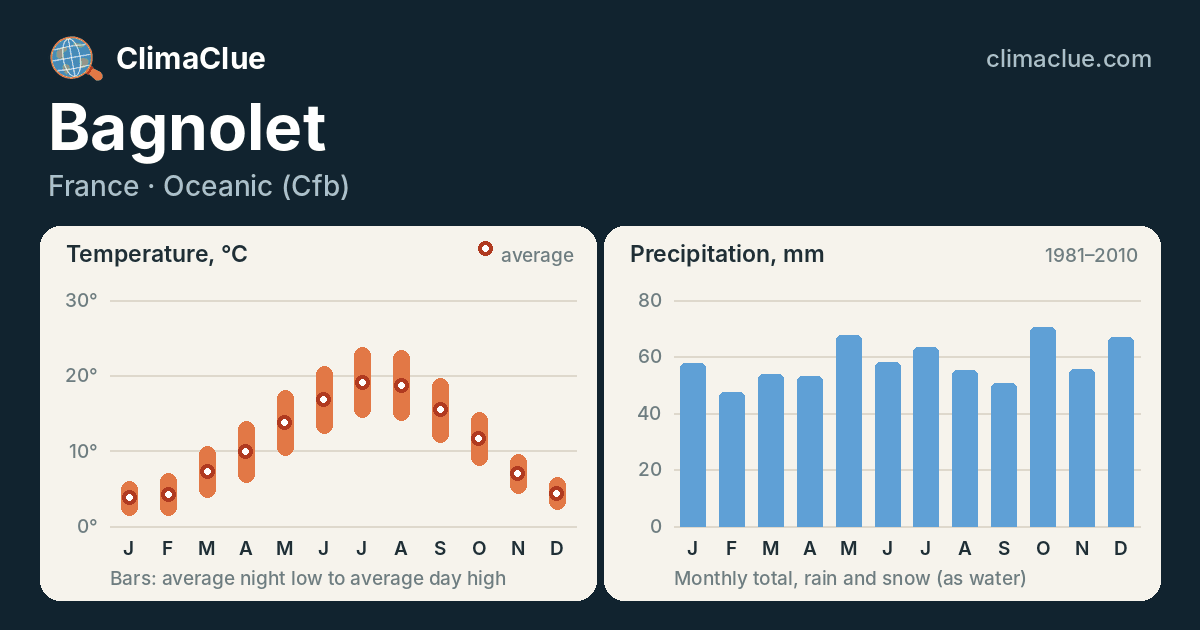 ClimaClue
climaclue.com
Bagnolet
France · Oceanic (Cfb)
Temperature, °C
average
30°
20°
10°
0°
J F M A M J J A S O N D
Bars: average night low to average day high
Precipitation, mm
1981–2010
80
60
40
20
0
J F M A M J J A S O N D
Monthly total, rain and snow (as water)